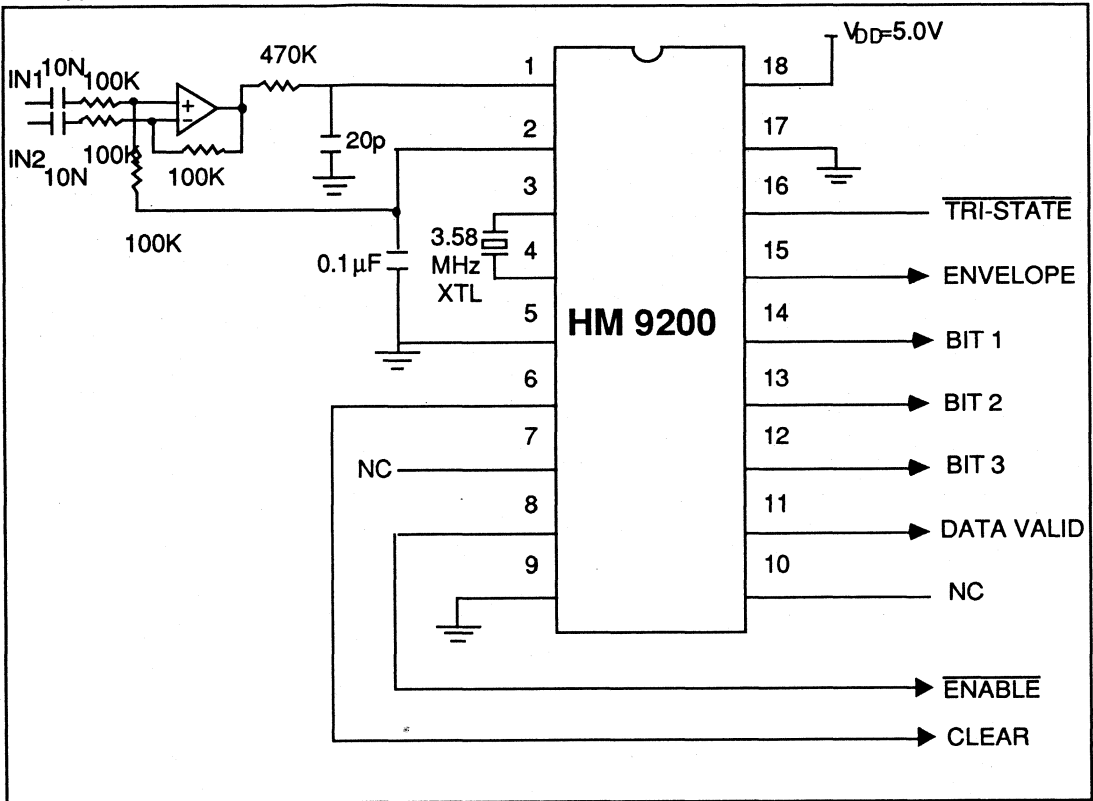 IN1
10N
100K
470K
1
18
VDD=5.0V
IN2
10N
100K
100K
20p
2
17
3
16
TRI-STATE
100K
0.1µF
3.58
MHz
XTL
4
15
ENVELOPE
5
HM 9200
14
BIT 1
6
13
BIT 2
7
NC
12
BIT 3
8
11
DATA VALID
9
10
NC
ENABLE
CLEAR